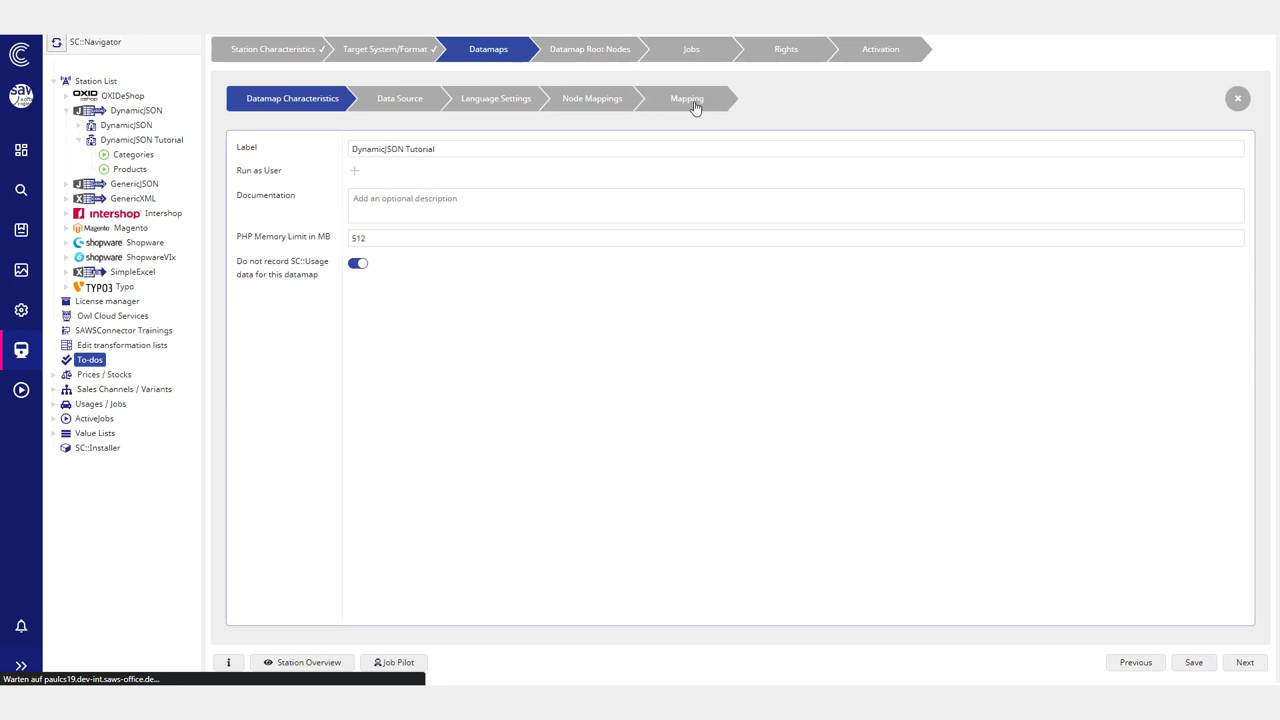 SC::Navigator
Station List
OXID eshop OXIDeShop
DynamicJSON
DynamicJSON
DynamicJSON Tutorial
Categories
Products
GenericJSON
GenericXML
intershop Intershop
Magento Magento
shopware Shopware
shopware ShopwareVIx
SimpleExcel
TYPO3 Typo
License manager
Owl Cloud Services
SAWSConnector Trainings
Edit transformation lists
To-dos
Prices / Stocks
Sales Channels / Variants
Usages / Jobs
ActiveJobs
Value Lists
SC::Installer
Station Characteristics ✓ Target System/Format ✓ Datamaps Datamap Root Nodes Jobs Rights Activation
Datamap Characteristics Data Source Language Settings Node Mappings Mapping
Label DynamicJSON Tutorial
Run as User
Documentation Add an optional description
PHP Memory Limit in MB 512
Do not record SC::Usage
data for this datamap
Station Overview Job Pilot Previous Save Next
Warten auf paulcs19.dev-int.saws-office.de...